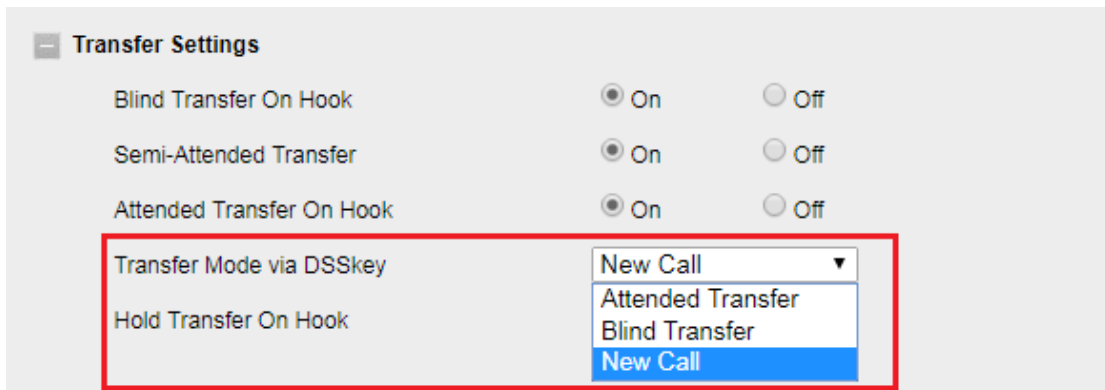 Transfer Settings
Blind Transfer On Hook On Off
Semi-Attended Transfer On Off
Attended Transfer On Hook On Off
Transfer Mode via DSSkey New Call
Attended Transfer
Hold Transfer On Hook Blind Transfer
New Call